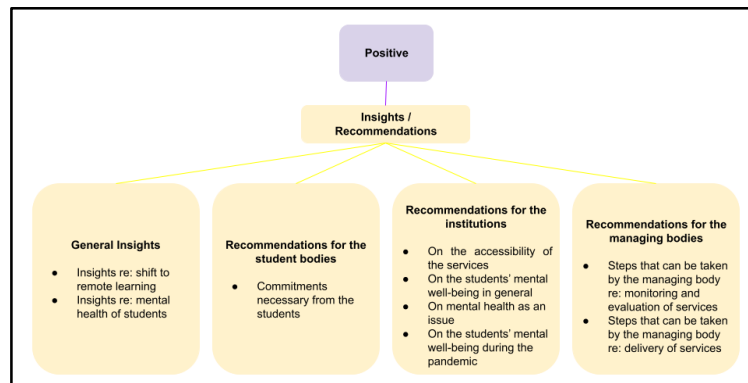 Positive
Insights /
Recommendations
General Insights
● Insights re: shift to
remote learning
● Insights re: mental
health of students
Recommendations for the
student bodies
● Commitments
necessary from the
students
Recommendations for the
institutions
● On the accessibility of
the services
● On the students’ mental
well-being in general
● On mental health as an
issue
● On the students’ mental
well-being during the
pandemic
Recommendations for the
managing bodies
● Steps that can be taken
by the managing body
re: monitoring and
evaluation of services
● Steps that can be taken
by the managing body
re: delivery of services